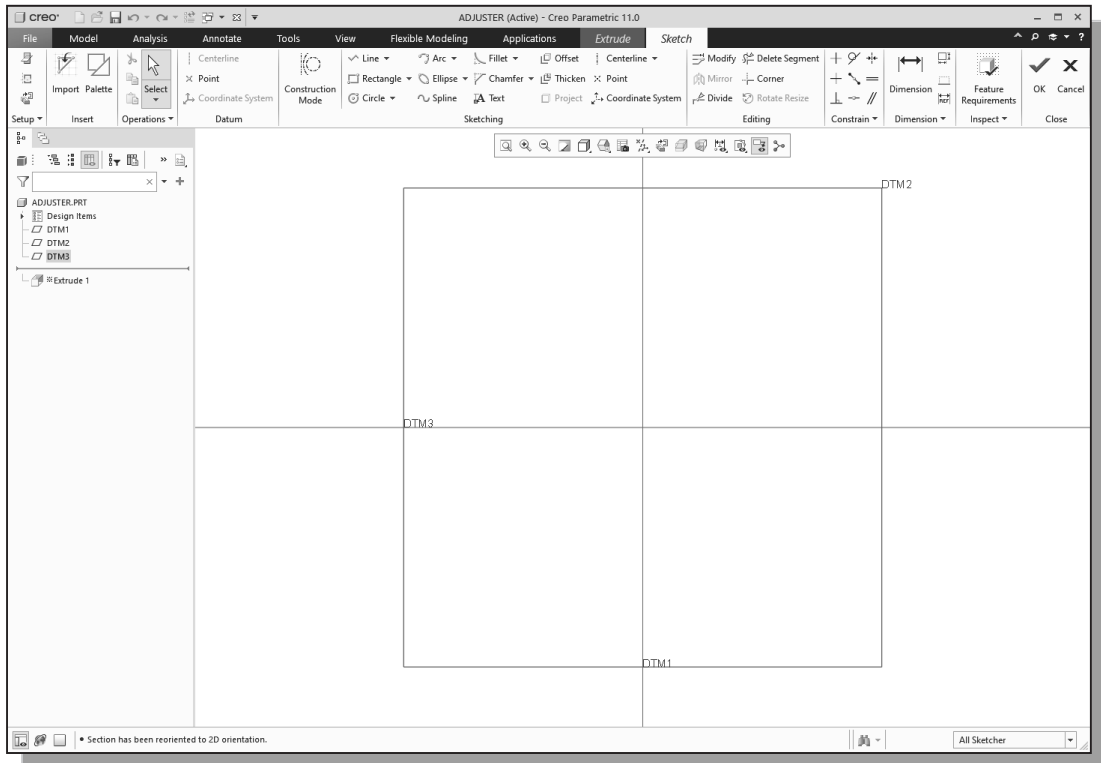 creo·
ADJUSTER (Active) - Creo Parametric 11.0
File Model Analysis Annotate Tools View Flexible Modeling Applications Extrude Sketch
Import Palette
Select
Centerline
Point
Coordinate System
Construction Mode
Line Arc Fillet Offset Centerline
Rectangle Ellipse Chamfer Thicken Point
Circle Spline Text Project Coordinate System
Modify Delete Segment
Mirror Corner
Divide Rotate Resize
Dimension
REF
Feature Requirements
OK Cancel
Setup Insert Operations Datum Sketching Editing Constrain Dimension Inspect Close
ADJUSTER.PRT
Design Items
DTM1
DTM2
DTM3
Extrude 1
DTM2
DTM3
DTM1
• Section has been reoriented to 2D orientation.
All Sketcher